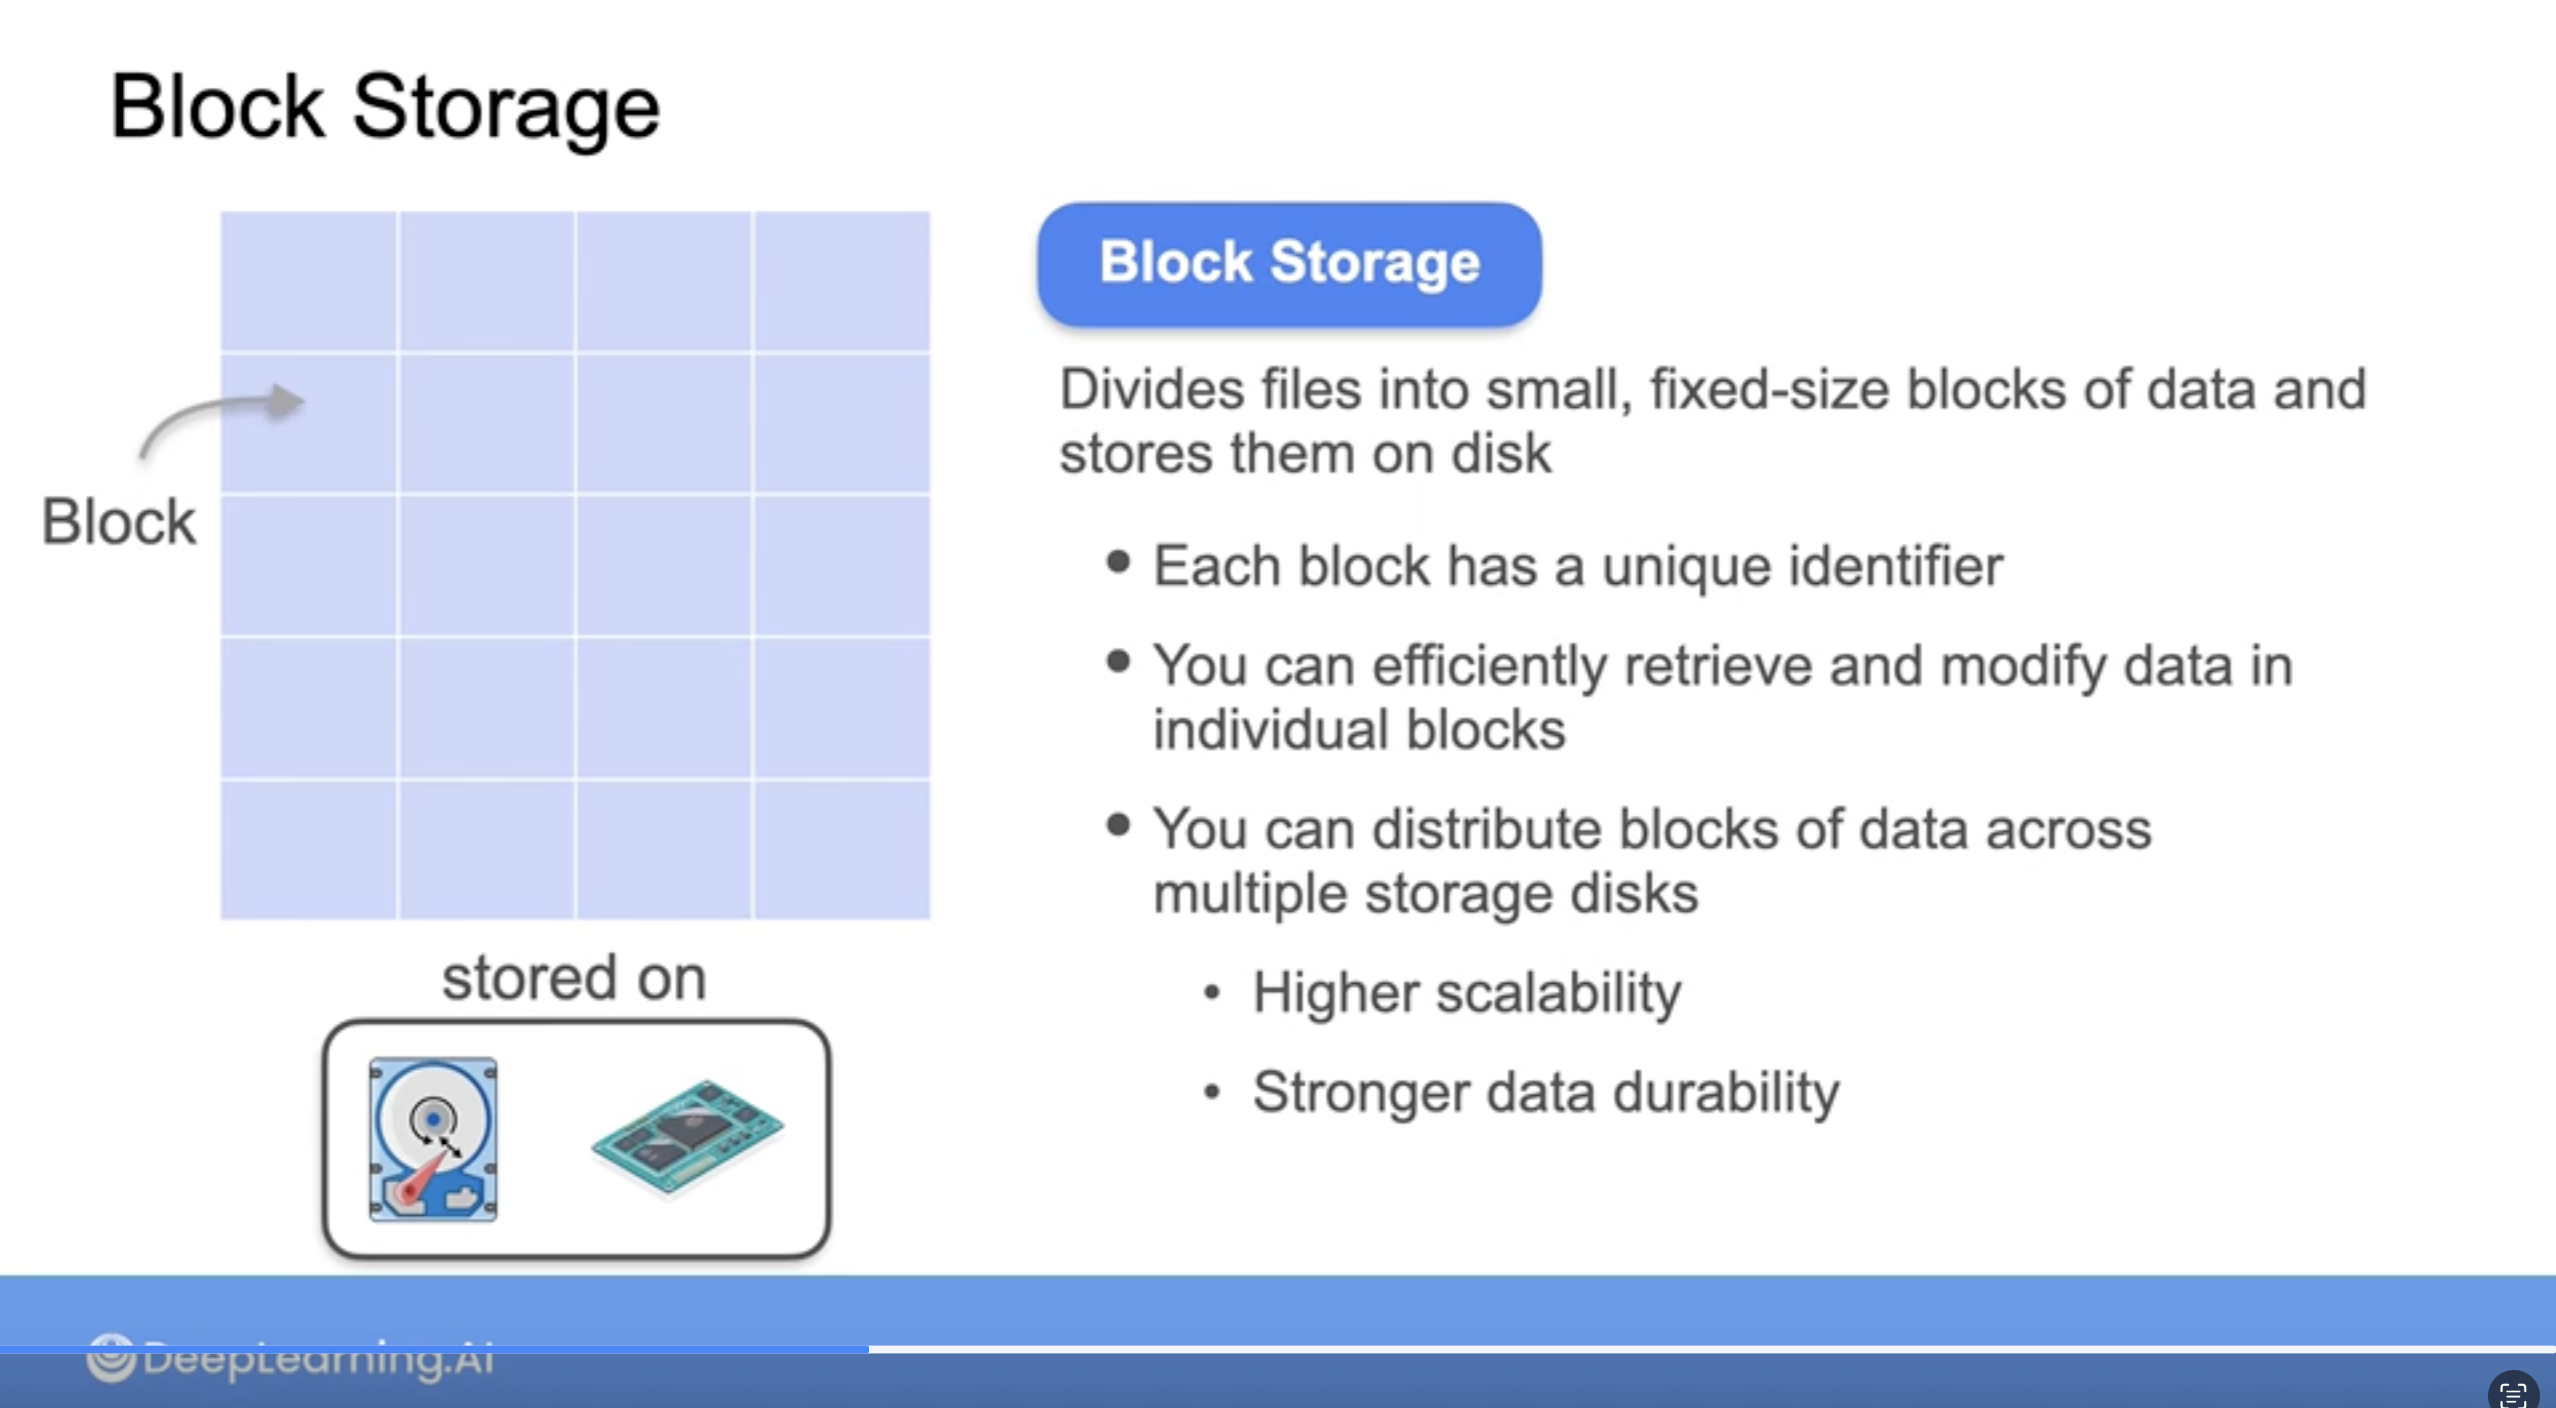 Block Storage
Block
stored on
Block Storage
Divides files into small, fixed-size blocks of data and
stores them on disk
• Each block has a unique identifier
• You can efficiently retrieve and modify data in
individual blocks
• You can distribute blocks of data across
multiple storage disks
• Higher scalability
• Stronger data durability
DeepLearning.AI